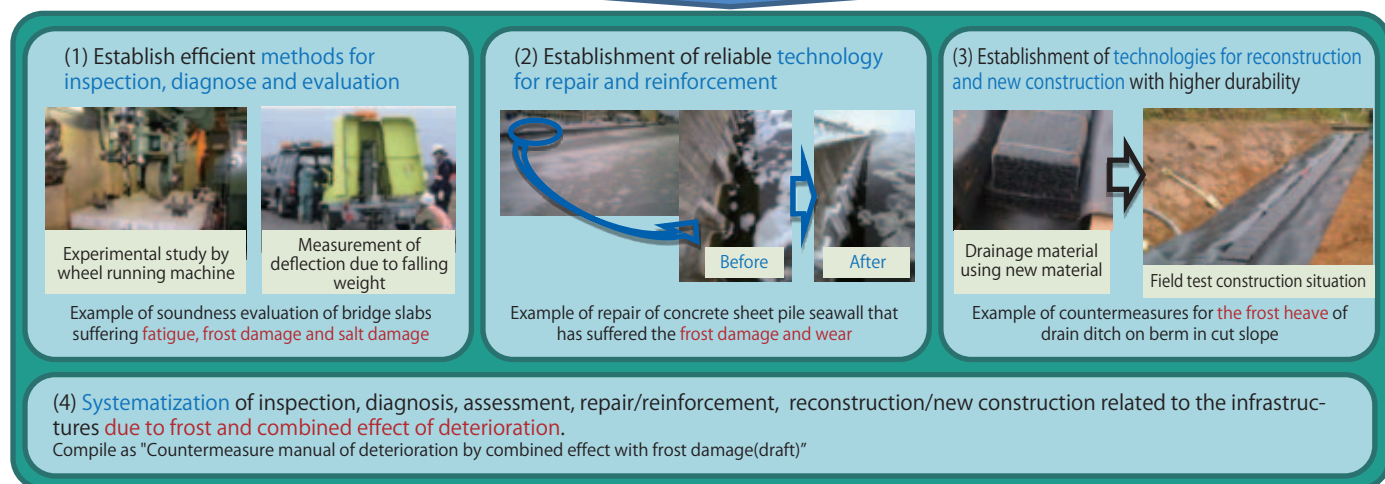 (1) Establish efficient methods for
inspection, diagnose and evaluation
Experimental study by
wheel running machine
Measurement of
deflection due to falling
weight
Example of soundness evaluation of bridge slabs
suffering fatigue, frost damage and salt damage
(2) Establishment of reliable technology
for repair and reinforcement
Before
After
Example of repair of concrete sheet pile seawall that
has suffered the frost damage and wear
(3) Establishment of technologies for reconstruction
and new construction with higher durability
Drainage material
using new material
Field test construction situation
Example of countermeasures for the frost heave of
drain ditch on berm in cut slope
(4) Systematization of inspection, diagnosis, assessment, repair/reinforcement, reconstruction/new construction related to the infrastruc-
tures due to frost and combined effect of deterioration.
Compile as "Countermeasure manual of deterioration by combined effect with frost damage(draft)”